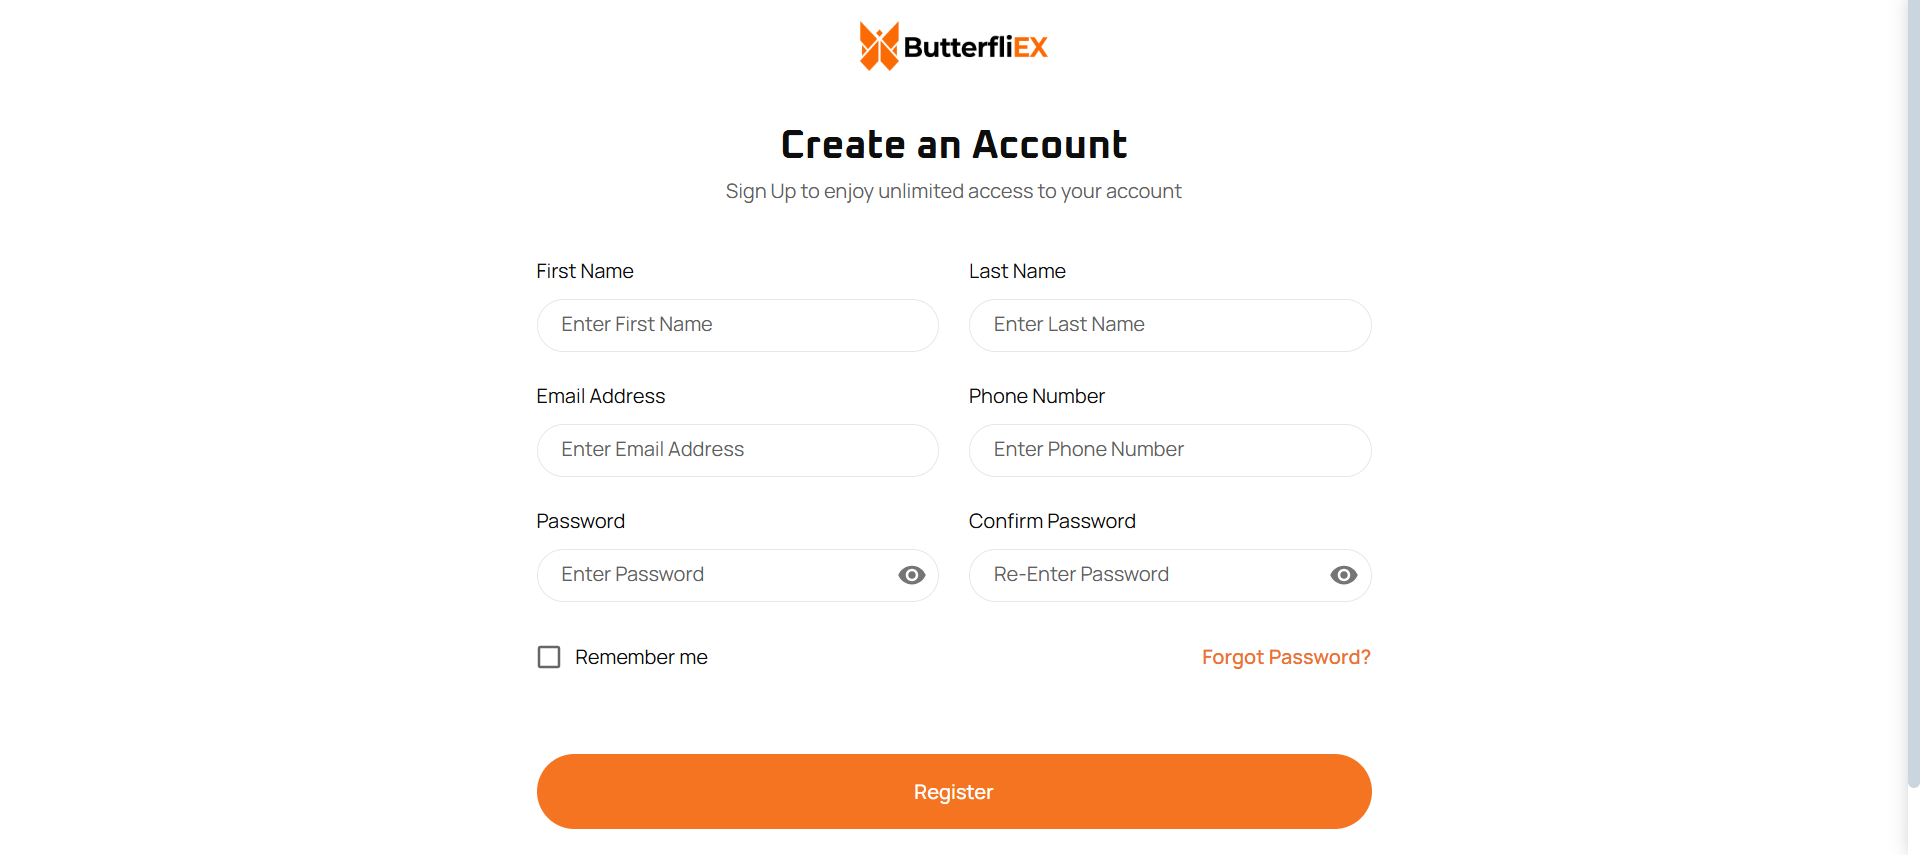 ButterfliEX
Create an Account
Sign Up to enjoy unlimited access to your account
First Name
Last Name
Enter First Name
Enter Last Name
Email Address
Phone Number
Enter Email Address
Enter Phone Number
Password
Confirm Password
Enter Password
Re-Enter Password
Remember me
Forgot Password?
Register